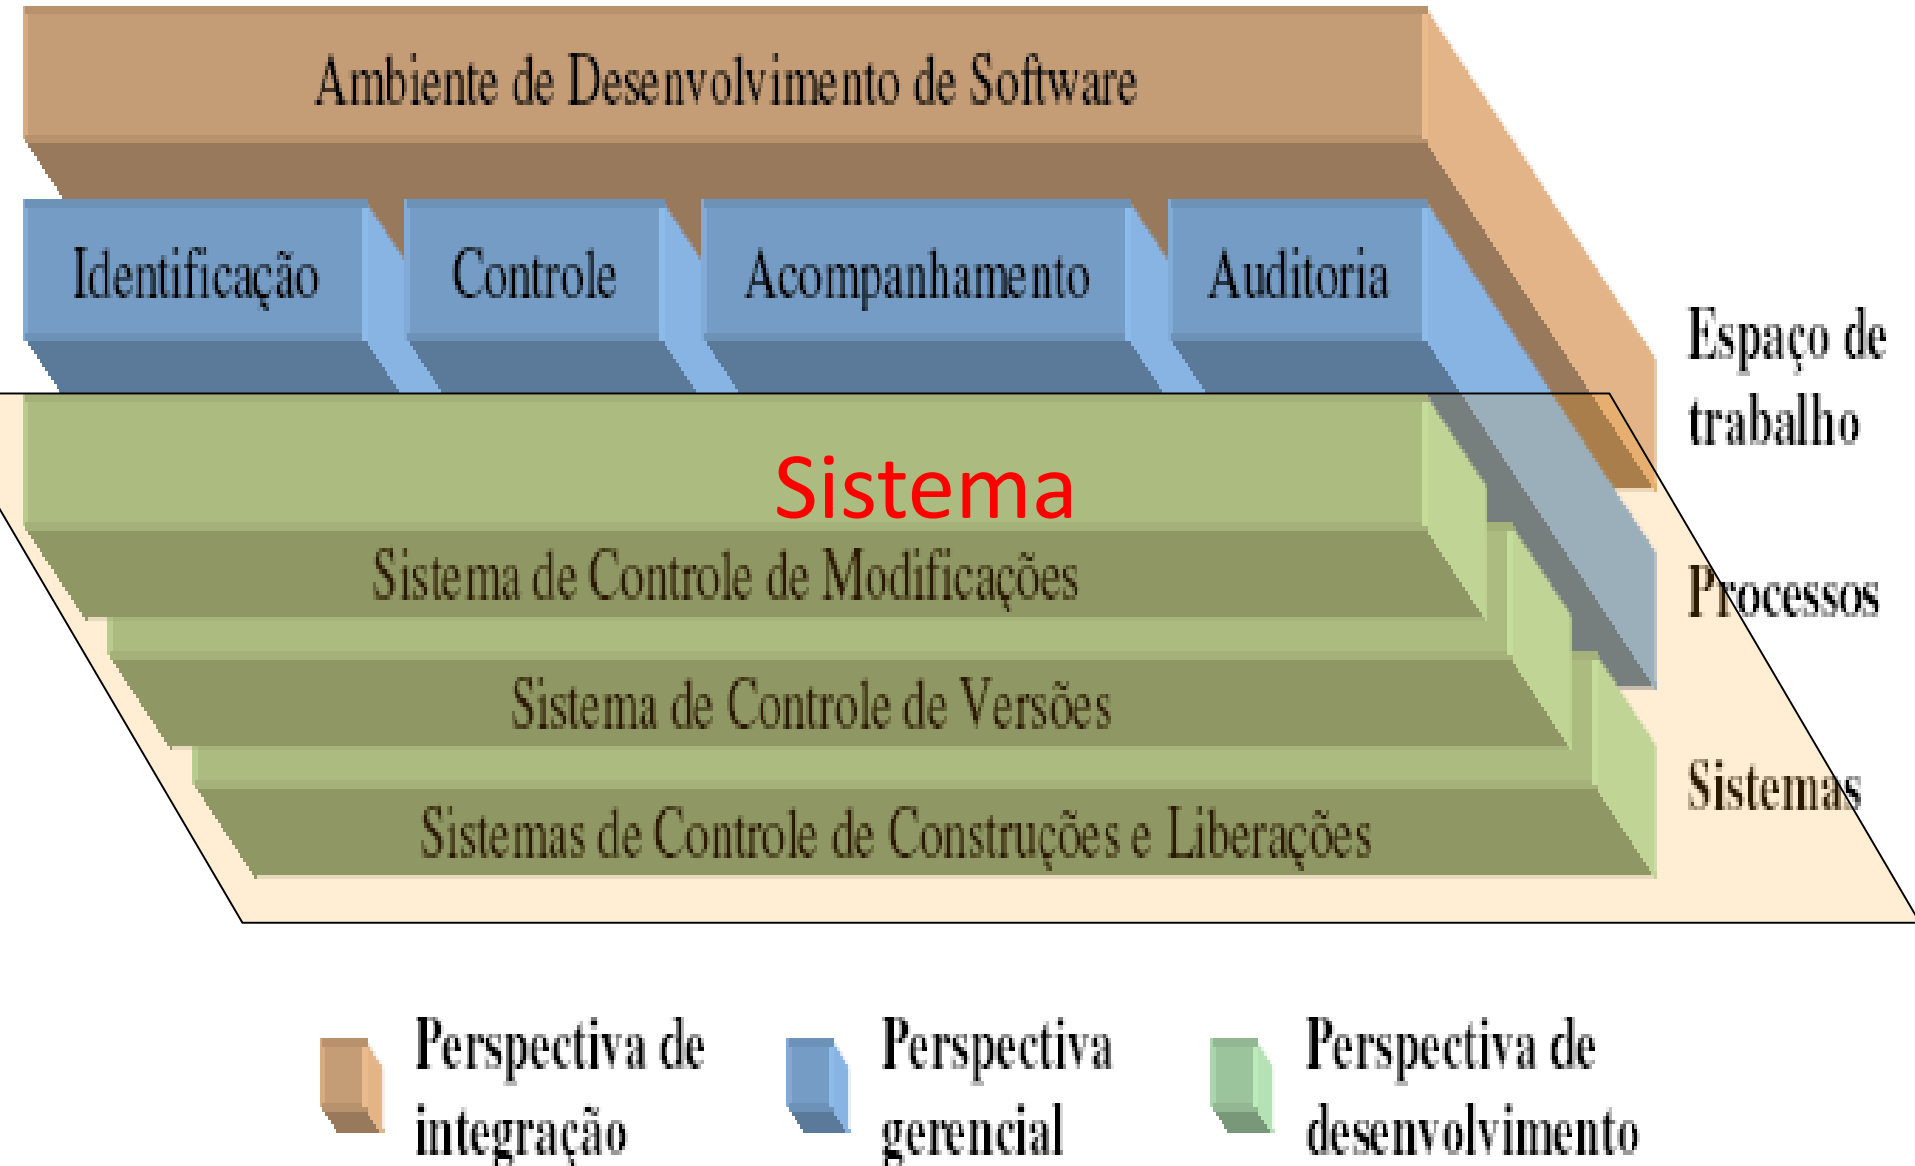 Ambiente de Desenvolvimento de Software
Identificação
Controle
Acompanhamento
Auditoria
Espaço de
trabalho
Sistema
Sistema de Controle de Modificações
Processos
Sistema de Controle de Versões
Sistemas
Sistemas de Controle de Construções e Liberações
Perspectiva de
integração
Perspectiva
gerencial
Perspectiva de
desenvolvimento